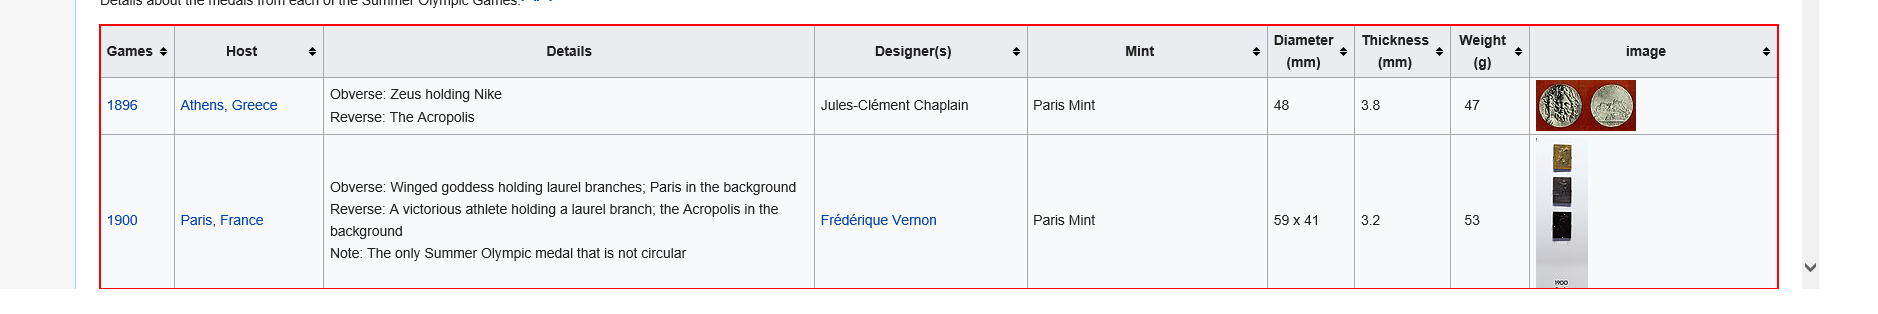 Details about the medals from each of the Summer Olympic Games.
Games Host Details Designer(s) Mint Diameter (mm) Thickness (mm) Weight (g) image
1896 Athens, Greece Obverse: Zeus holding Nike Jules-Clément Chaplain Paris Mint 48 3.8 47
Reverse: The Acropolis
1900 Paris, France Obverse: Winged goddess holding laurel branches; Paris in the background Frédérique Vernon Paris Mint 59 x 41 3.2 53
Reverse: A victorious athlete holding a laurel branch; the Acropolis in the
background
Note: The only Summer Olympic medal that is not circular
1900